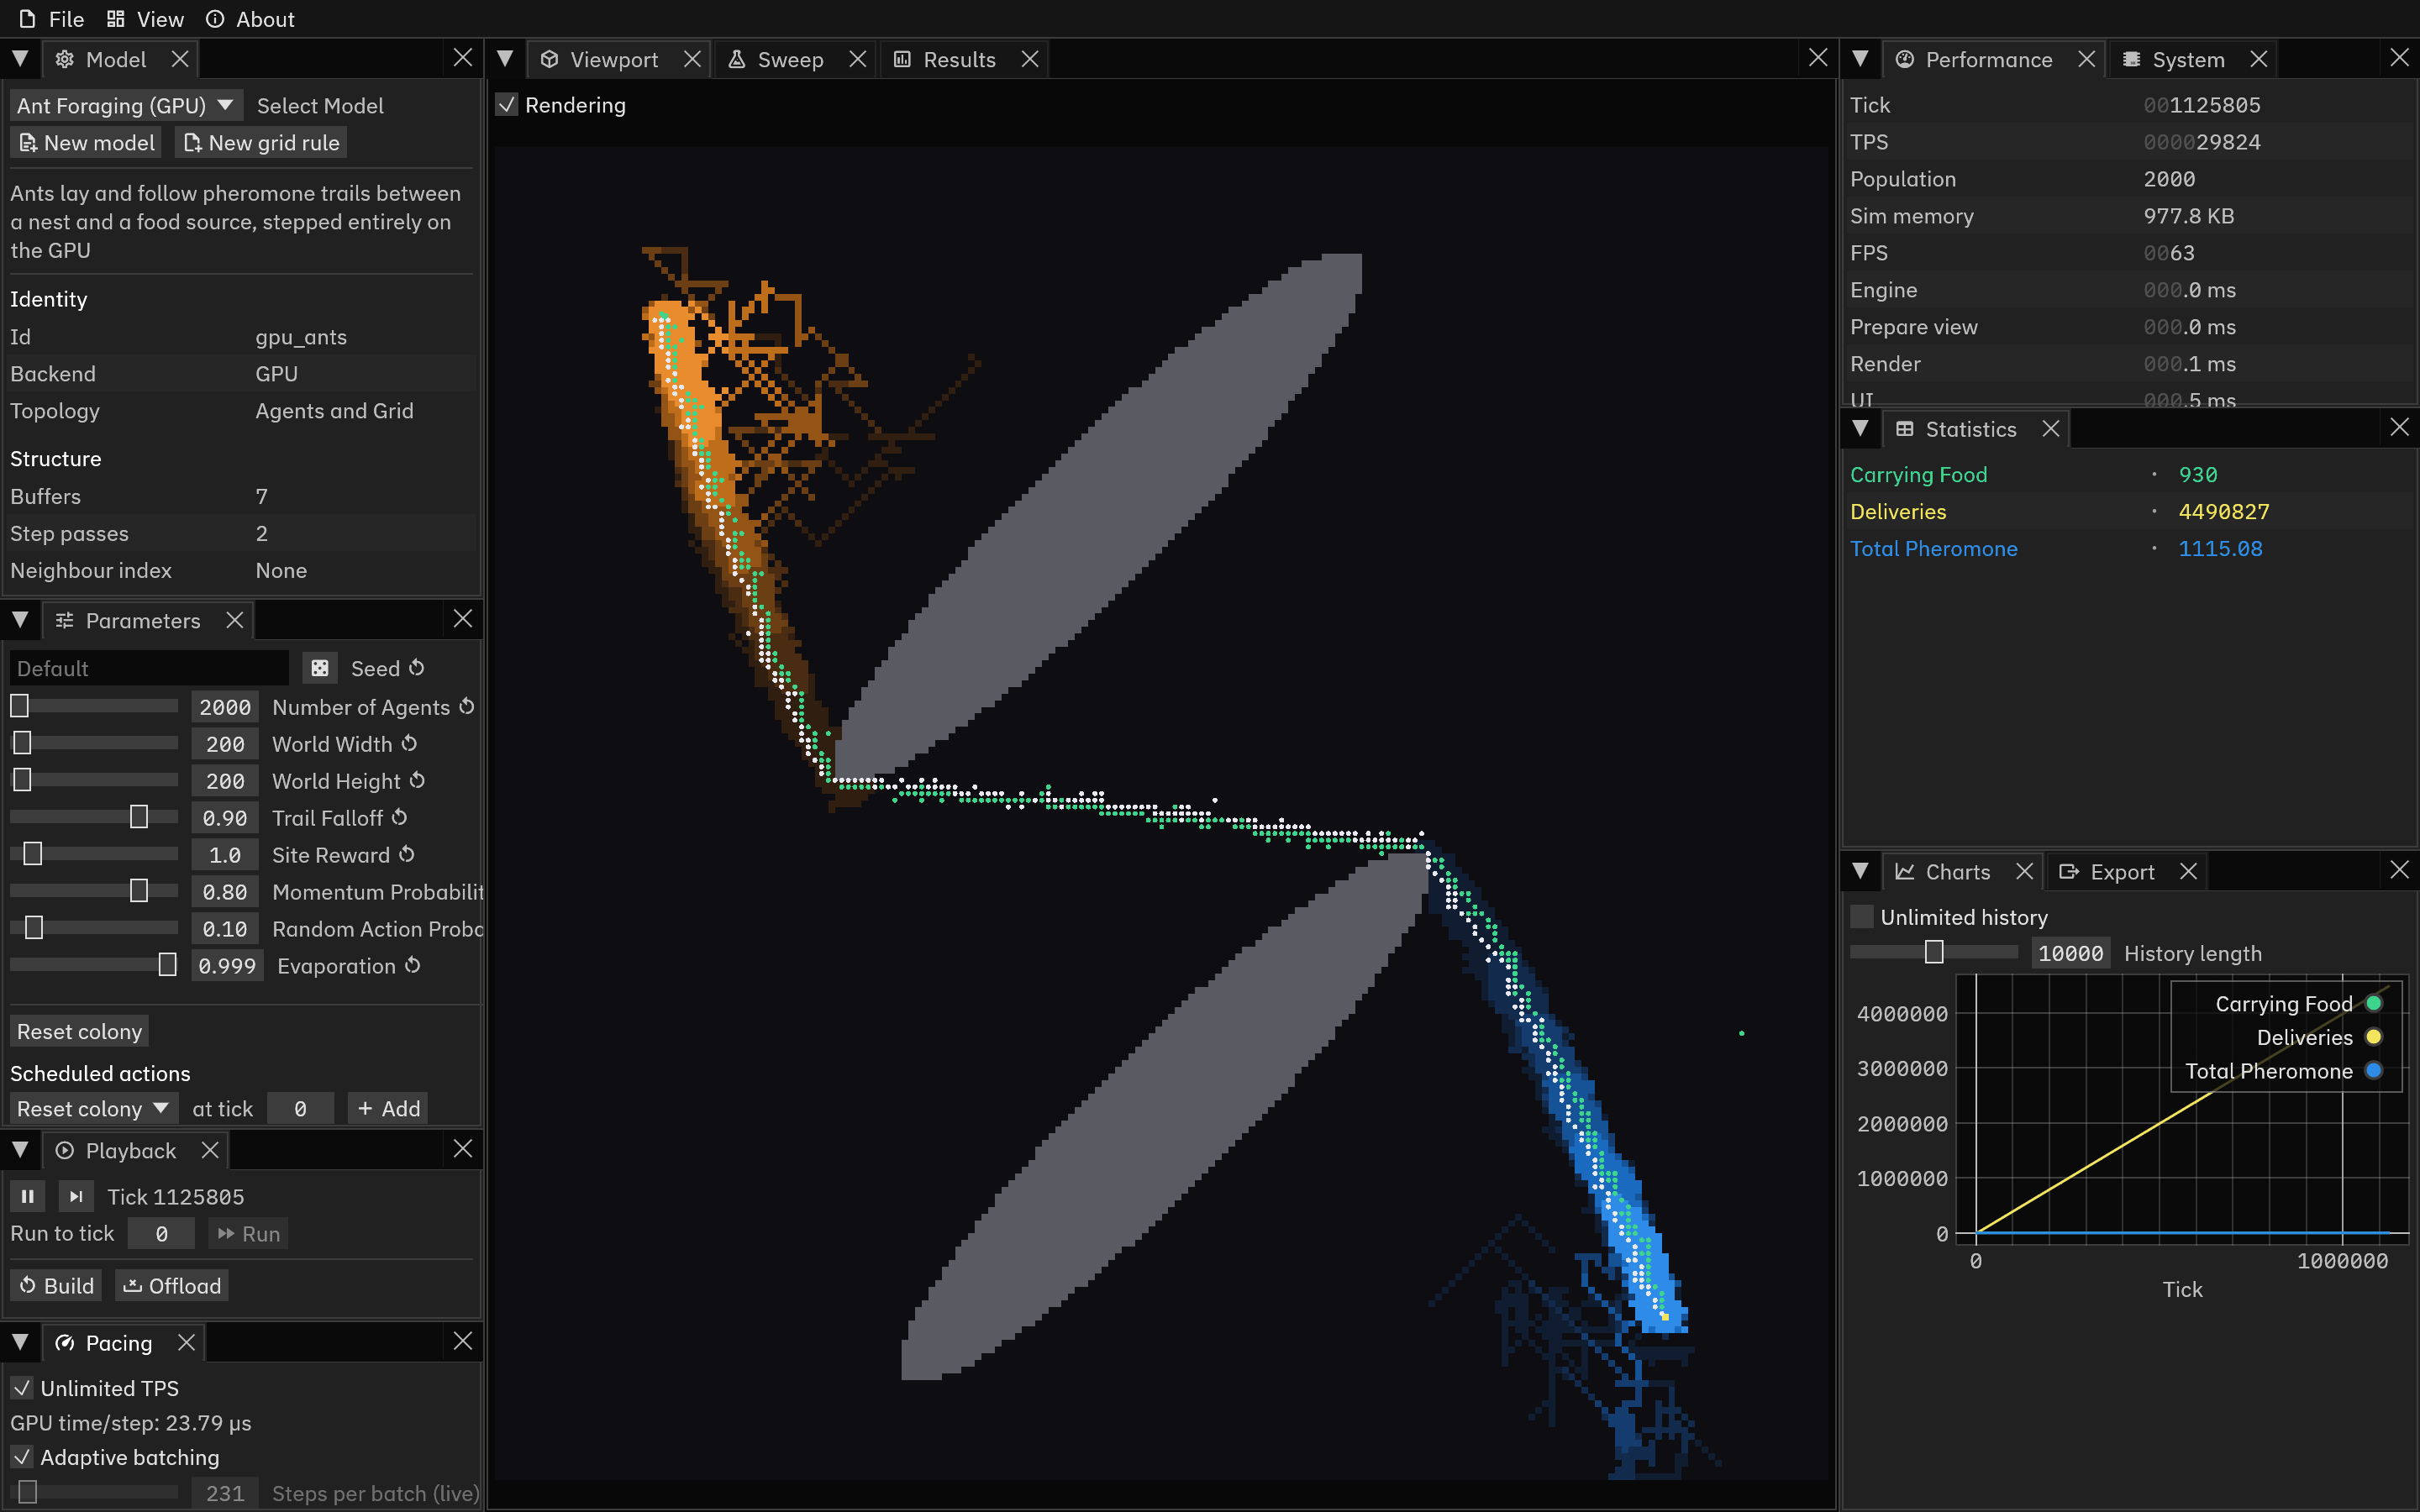 File View About
Model
Ant Foraging (GPU) Select Model
New model New grid rule
Ants lay and follow pheromone trails between
a nest and a food source, stepped entirely on
the GPU
Identity
Id gpu_ants
Backend GPU
Topology Agents and Grid
Structure
Buffers 7
Step passes 2
Neighbour index None
Parameters
Default Seed
2000 Number of Agents
200 World Width
200 World Height
0.90 Trail Falloff
1.0 Site Reward
0.80 Momentum Probabilit
0.10 Random Action Proba
0.999 Evaporation
Reset colony
Scheduled actions
Reset colony at tick 0 + Add
Playback
Tick 1125805
Run to tick 0 Run
Build Offload
Pacing
Unlimited TPS
GPU time/step: 23.79 µs
Adaptive batching
231 Steps per batch (live)
Viewport Sweep Results
Rendering
Performance System
Tick 001125805
TPS 000029824
Population 2000
Sim memory 977.8 KB
FPS 0063
Engine 000.0 ms
Prepare view 000.0 ms
Render 000.1 ms
UI 000.5 ms
Statistics
Carrying Food · 930
Deliveries · 4490827
Total Pheromone · 1115.08
Charts Export
Unlimited history
10000 History length
Carrying Food
Deliveries
Total Pheromone
4000000
3000000
2000000
1000000
0
0 1000000
Tick